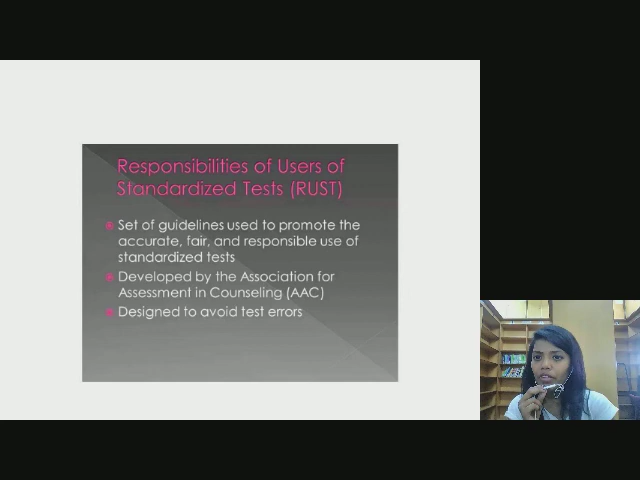 Responsibilities of Users of
Standardized Tests (RUST)
Set of guidelines used to promote the
accurate, fair, and responsible use of
standardized tests
Developed by the Association for
Assessment in Counseling (AAC)
Designed to avoid test errors